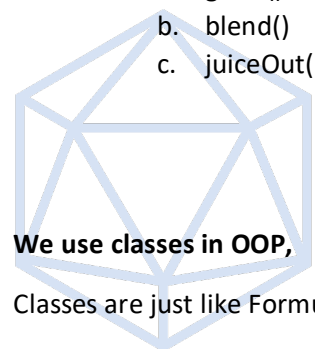 b. blend()
c. juiceOut(
We use classes in OOP,
Classes are just like Formu